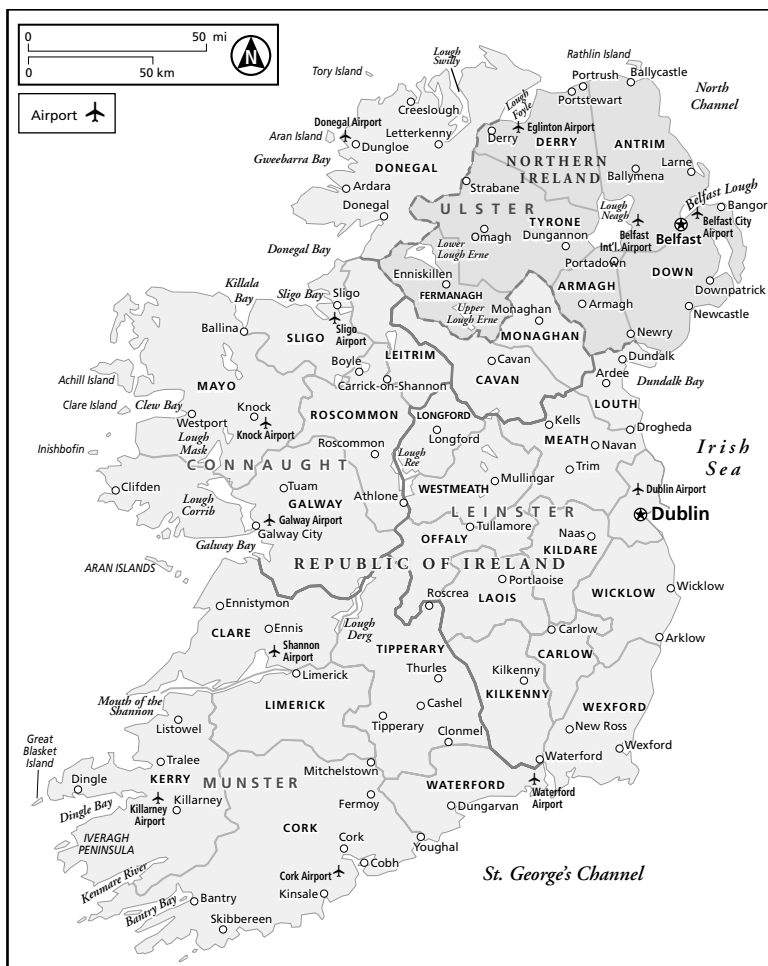 0 50 mi
0 50 km
N
Airport
Tory Island
Lough
Swilly
Rathlin Island
Portrush
Ballycastle
Portstewart
North
Channel
Creeslough
Lough
Foyle
Donegal Airport
Eglinton Airport
Aran Island
Letterkenny
Derry
DERRY
ANTRIM
Dungloe
Gweebarra Bay
DONEGAL
NORTHERN
IRELAND
Larne
Ballymena
Strabane
Ardara
Belfast Lough
Bangor
Donegal
ULSTER
Lough
Neagh
TYRONE
Belfast City
Airport
Omagh
Dungannon
Belfast
Int'l. Airport
Belfast
Donegal Bay
Lower
Lough Erne
Portadown
Enniskillen
DOWN
ARMAGH
Downpatrick
Killala
Bay
Sligo Bay
Sligo
FERMANAGH
Upper
Lough Erne
Monaghan
Armagh
Newcastle
Ballina
SLIGO
Sligo
Airport
MONAGHAN
Newry
LEITRIM
Boyle
Cavan
Dundalk
Achill Island
MAYO
Carrick-on-Shannon
CAVAN
Ardee
Dundalk Bay
Clare Island
Clew Bay
Knock
Westport
ROSCOMMON
LONGFORD
LOUTH
Knock Airport
Lough
Mask
Longford
Kells
Drogheda
MEATH
Navan
Irish
Sea
Inishbofin
Roscommon
Lough
Ree
CONNAUGHT
Trim
Clifden
Tuam
WESTMEATH
Mullingar
Dublin Airport
Lough
Corrib
GALWAY
Athlone
LEINSTER
Dublin
Galway Airport
Galway City
Tullamore
OFFALY
Naas
Galway Bay
KILDARE
ARAN ISLANDS
REPUBLIC OF IRELAND
Portlaoise
Ennistymon
Roscrea
LAOIS
WICKLOW
Wicklow
CLARE
Ennis
Lough
Derg
Carlow
Arklow
Shannon
Airport
TIPPERARY
CARLOW
Limerick
Thurles
Kilkenny
KILKENNY
Mouth of the
Shannon
LIMERICK
Cashel
WEXFORD
Listowel
Tipperary
Clonmel
New Ross
Great
Blasket
Island
Wexford
Tralee
Waterford
Dingle
KERRY
MUNSTER
Mitchelstown
WATERFORD
Waterford
Airport
Dingle Bay
Killarney
Airport
Killarney
Fermoy
Dungarvan
IVERAGH
PENINSULA
CORK
Cork
Youghal
Kenmare River
Cork Airport
Cobh
St. George's Channel
Bantry Bay
Bantry
Kinsale
Skibbereen